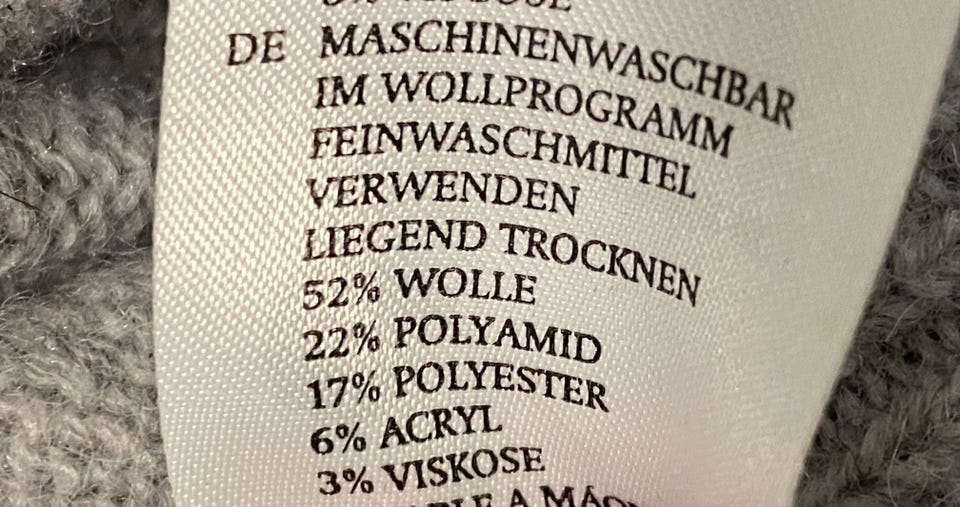 DE MASCHINENWASCHBAR
IM WOLLPROGRAMM
FEINWASCHMITTEL
VERWENDEN
LIEGEND TROCKNEN
52% WOLLE
22% POLYAMID
17% POLYESTER
6% ACRYL
3% VISKOSE
A